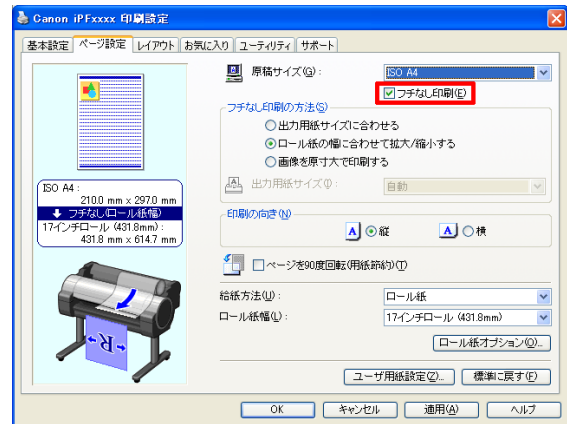 Canon iPFxxxx 印刷設定
基本設定 ページ設定 レイアウト お気に入り ユーティリティ サポート
原稿サイズ(G):
ISO A4
フチなし印刷(E)
フチなし印刷の方法(S)
出力用紙サイズに合わせる
ロール紙の幅に合わせて拡大/縮小する
画像を原寸大で印刷する
A
出力用紙サイズ(I):
自動
ISO A4 :
210.0 mm x 297.0 mm
フチなし(ロール紙幅)
17インチロール (431.8mm) :
431.8 mm x 614.7 mm
印刷の向き(N)
A 縦 A 横
ページを90度回転(用紙節約)(T)
R
給紙方法(U):
ロール紙
ロール紙幅(L):
17インチロール (431.8mm)
ロール紙オプション(Q)...
ユーザ用紙設定(Z)... 標準に戻す(F)
OK キャンセル 適用(A) ヘルプ